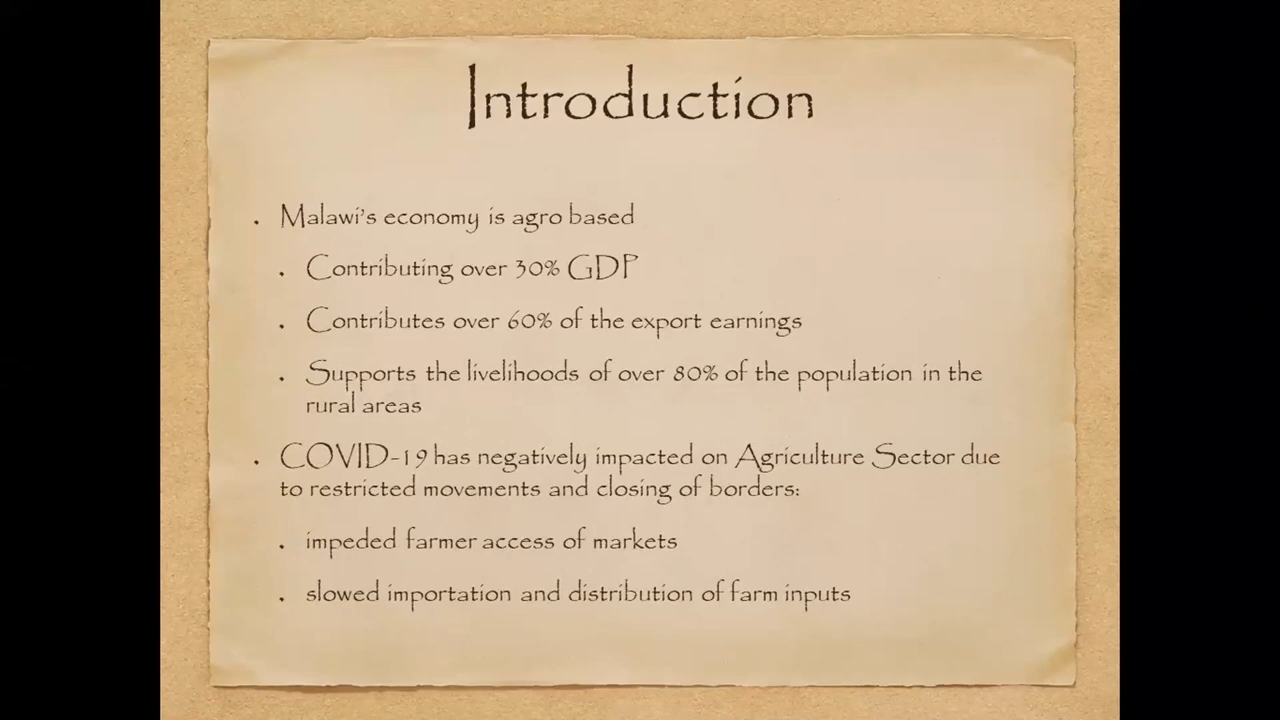 Introduction
. Malawi's economy is agro based
. Contributing over 30% GDP
. Contributes over 60% of the export earnings
. Supports the livelihoods of over 80% of the population in the
rural areas
. COVID-19 has negatively impacted on Agriculture Sector due
to restricted movements and closing of borders:
. impeded farmer access of markets
. slowed importation and distribution of farm inputs